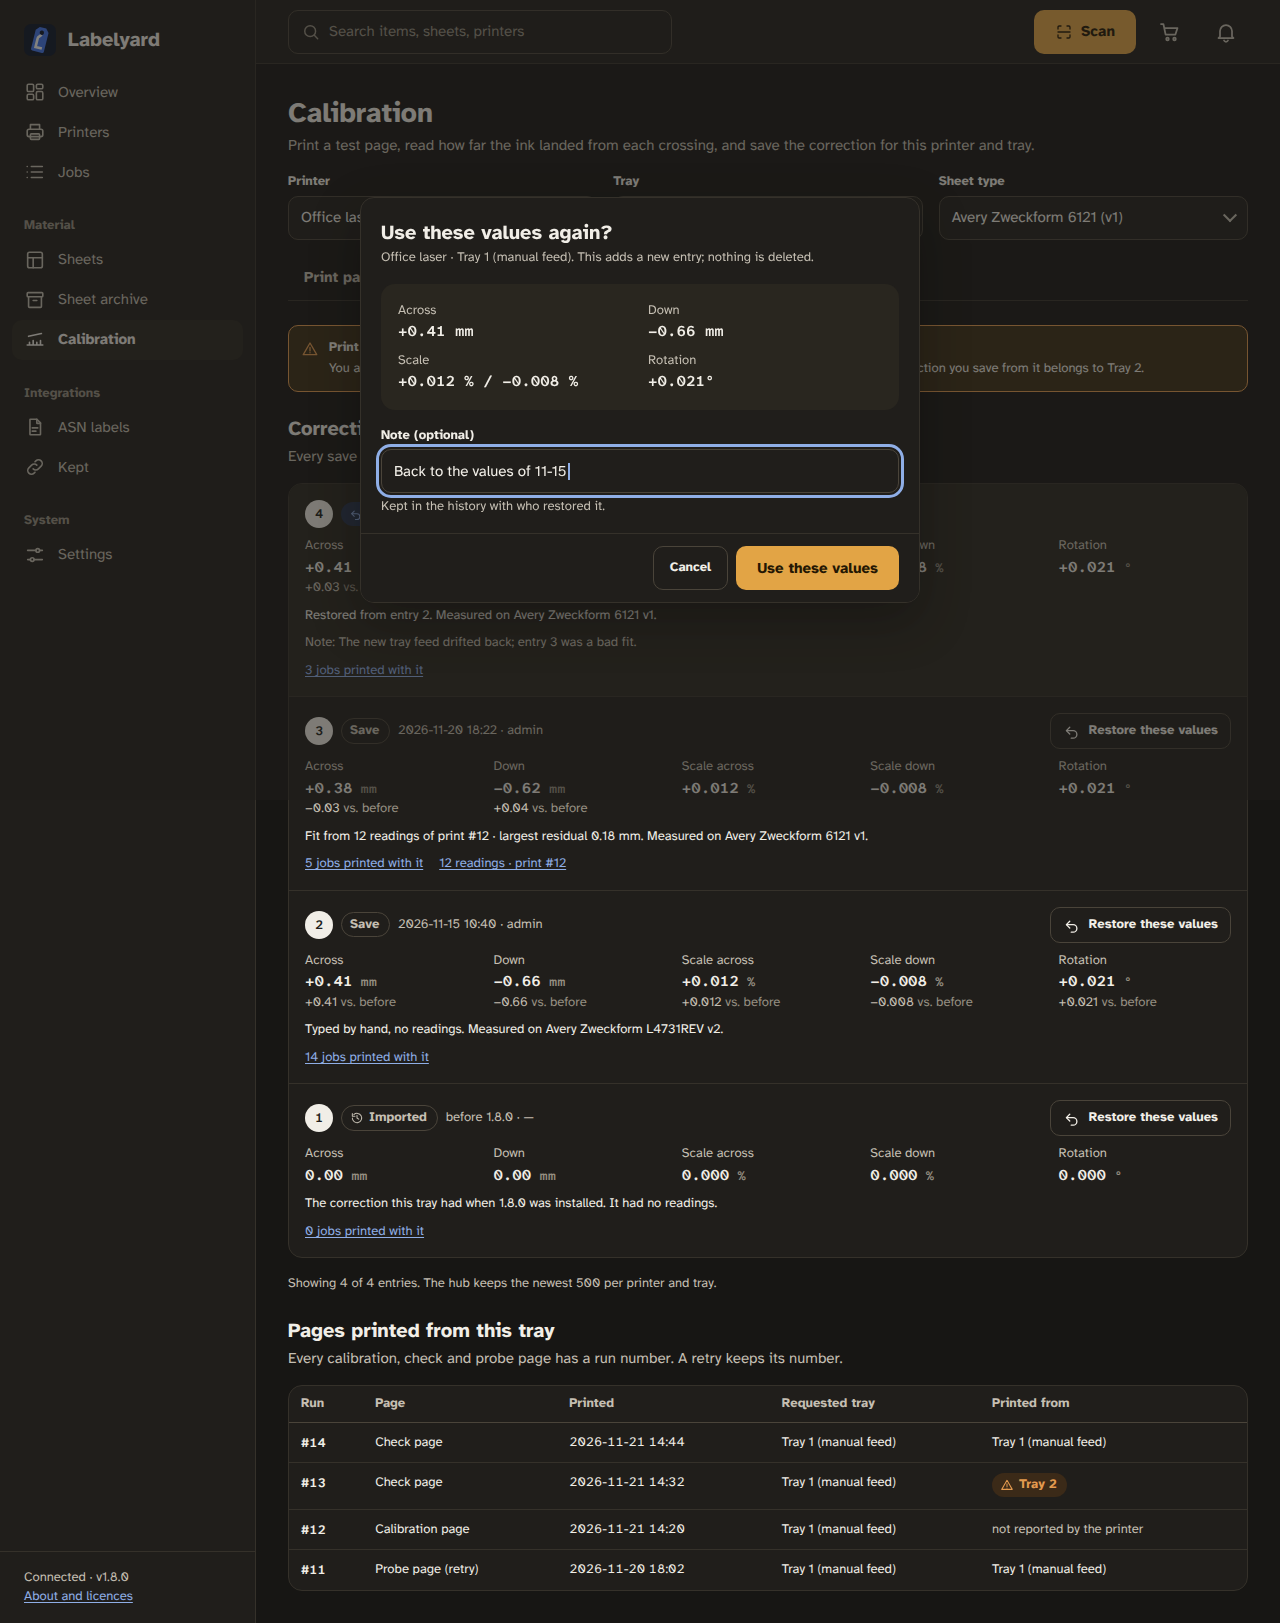 Labelyard
Search items, sheets, printers
Scan
Overview
Printers
Jobs
Material
Sheets
Sheet archive
Calibration
Integrations
ASN labels
Kept
System
Settings
Connected · v1.8.0
About and licences
Calibration
Print a test page, read how far the ink landed from each crossing, and save the correction for this printer and tray.
Printer
Tray
Sheet type
Office las
Avery Zweckform 6121 (v1)
Print pa
Print
You a
ction you save from it belongs to Tray 2.
Correcti
Every save
Use these values again?
Office laser · Tray 1 (manual feed). This adds a new entry; nothing is deleted.
Across
+0.41 mm
Down
−0.66 mm
Scale
+0.012 % / −0.008 %
Rotation
+0.021°
Note (optional)
Back to the values of 11-15
Kept in the history with who restored it.
Cancel
Use these values
4
Across
wn
Rotation
+0.41
8 %
+0.021 °
+0.03 vs.
Restored from entry 2. Measured on Avery Zweckform 6121 v1.
Note: The new tray feed drifted back; entry 3 was a bad fit.
3 jobs printed with it
3 Save 2026-11-20 18:22 · admin
Restore these values
Across Down Scale across Scale down Rotation
+0.38 mm −0.62 mm +0.012 % −0.008 % +0.021 °
−0.03 vs. before +0.04 vs. before
Fit from 12 readings of print #12 · largest residual 0.18 mm. Measured on Avery Zweckform 6121 v1.
5 jobs printed with it 12 readings · print #12
2 Save 2026-11-15 10:40 · admin
Restore these values
Across Down Scale across Scale down Rotation
+0.41 mm −0.66 mm +0.012 % −0.008 % +0.021 °
+0.41 vs. before −0.66 vs. before +0.012 vs. before −0.008 vs. before +0.021 vs. before
Typed by hand, no readings. Measured on Avery Zweckform L4731REV v2.
14 jobs printed with it
1 Imported before 1.8.0 · —
Restore these values
Across Down Scale across Scale down Rotation
0.00 mm 0.00 mm 0.000 % 0.000 % 0.000 °
The correction this tray had when 1.8.0 was installed. It had no readings.
0 jobs printed with it
Showing 4 of 4 entries. The hub keeps the newest 500 per printer and tray.
Pages printed from this tray
Every calibration, check and probe page has a run number. A retry keeps its number.
Run Page Printed Requested tray Printed from
#14 Check page 2026-11-21 14:44 Tray 1 (manual feed) Tray 1 (manual feed)
#13 Check page 2026-11-21 14:32 Tray 1 (manual feed) Tray 2
#12 Calibration page 2026-11-21 14:20 Tray 1 (manual feed) not reported by the printer
#11 Probe page (retry) 2026-11-20 18:02 Tray 1 (manual feed) Tray 1 (manual feed)